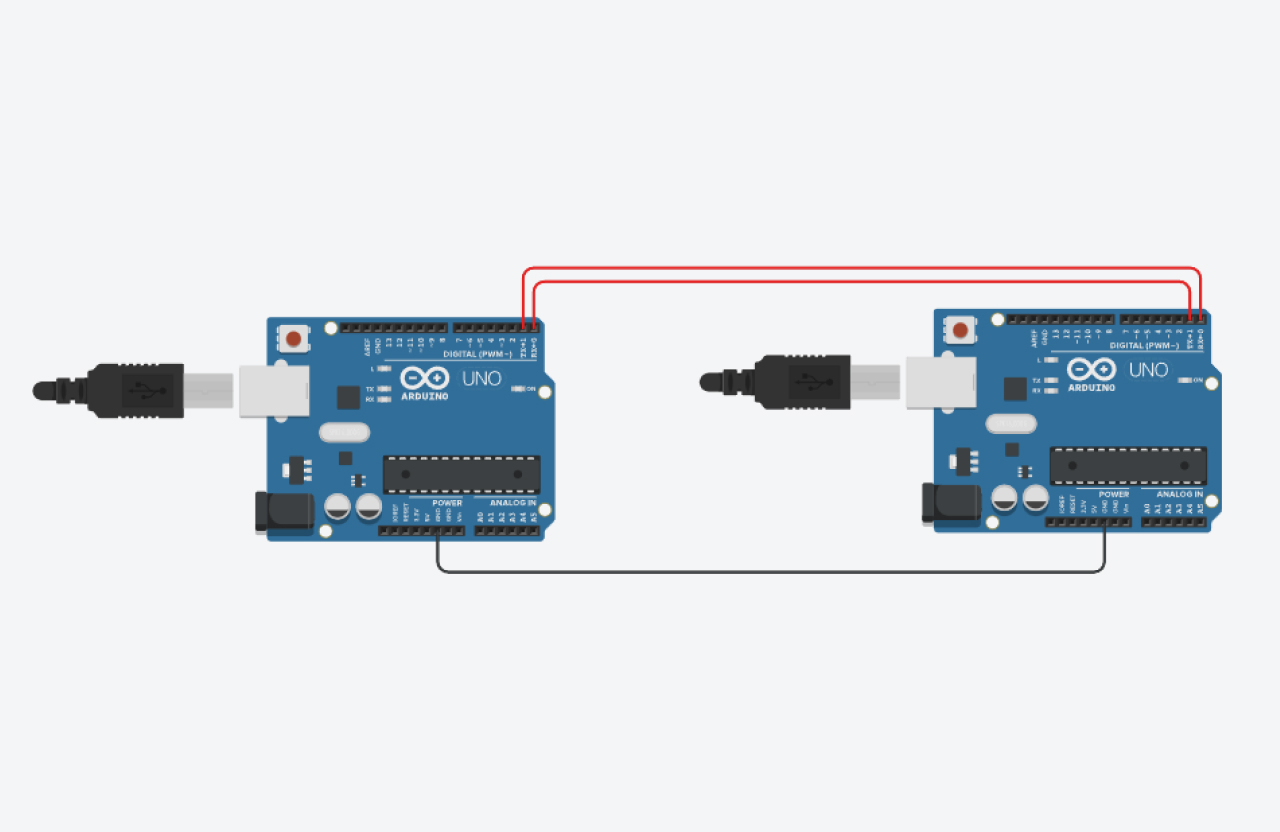 AREF
GND
13
12
~11
~10
~9
8
7
~6
~5
4
~3
2
TX→1
RX←0
DIGITAL (PWM~)
L
TX
RX
UNO
ARDUINO
ON
POWER
ANALOG IN
IOREF
RESET
3.3V
5V
GND
GND
Vin
A0
A1
A2
A3
A4
A5
AREF
GND
13
12
~11
~10
~9
8
7
~6
~5
4
~3
2
TX→1
RX←0
DIGITAL (PWM~)
L
TX
RX
UNO
ARDUINO
ON
POWER
ANALOG IN
IOREF
RESET
3.3V
5V
GND
GND
Vin
A0
A1
A2
A3
A4
A5